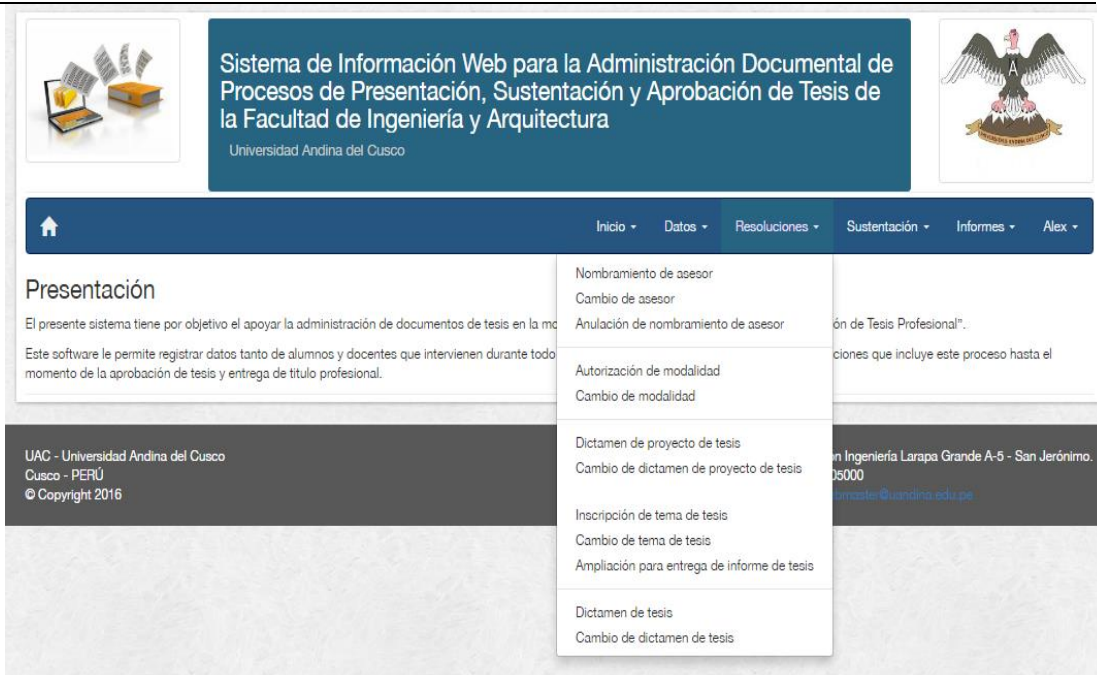 Sistema de Información Web para la Administración Documental de
Procesos de Presentación, Sustentación y Aprobación de Tesis de
la Facultad de Ingeniería y Arquitectura
Universidad Andina del Cusco
Inicio
Datos
Resoluciones
Sustentación
Informes
Alex
Nombramiento de asesor
Cambio de asesor
Anulación de nombramiento de asesor
Autorización de modalidad
Cambio de modalidad
Dictamen de proyecto de tesis
Cambio de dictamen de proyecto de tesis
Inscripción de tema de tesis
Cambio de tema de tesis
Ampliación para entrega de informe de tesis
Dictamen de tesis
Cambio de dictamen de tesis
Presentación
El presente sistema tiene por objetivo el apoyar la administración de documentos de tesis en la mo
ón de Tesis Profesional".
Este software le permite registrar datos tanto de alumnos y docentes que intervienen durante todo
ciones que incluye este proceso hasta el
momento de la aprobación de tesis y entrega de titulo profesional.
UAC - Universidad Andina del Cusco
Cusco - PERÚ
© Copyright 2016
n Ingeniería Larapa Grande A-5 - San Jerónimo.
05000
bmaster@uandina.edu.pe